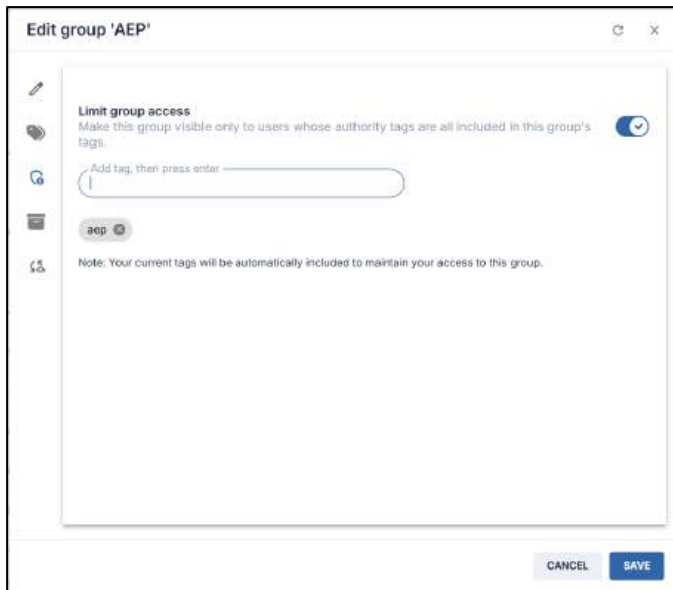 Edit group 'AEP'
Limit group access
Make this group visible only to users whose authority tags are all included in this group's
tags.
Add tag, then press enter
aep
Note: Your current tags will be automatically included to maintain your access to this group.
CANCEL SAVE